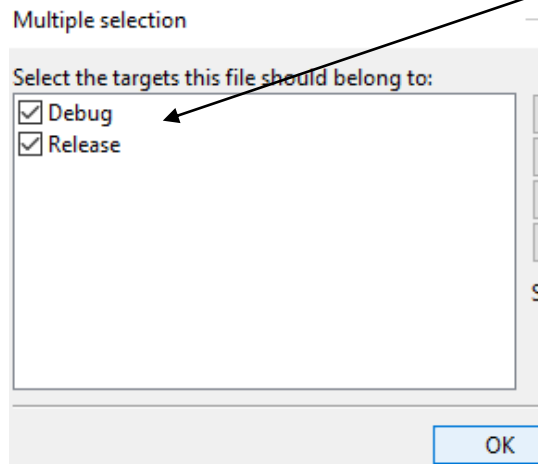 Multiple selection
Select the targets this file should belong to:
Debug
Release
OK